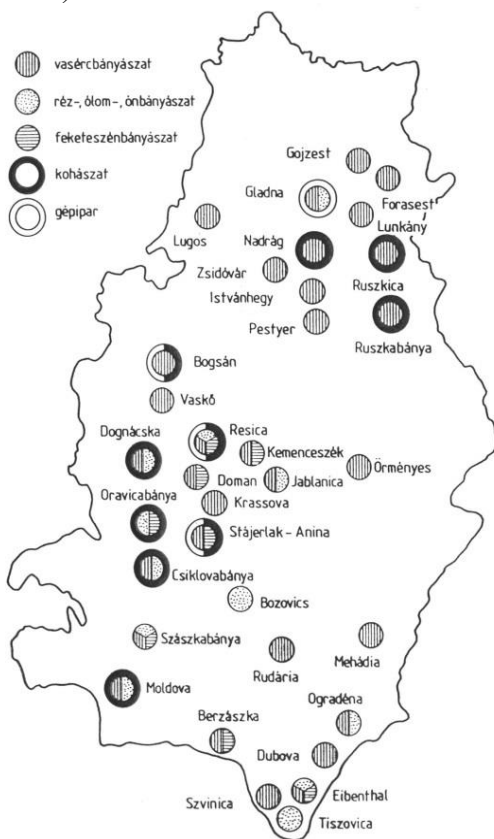 vasércbányászat
réz-, ólom-, ónbányászat
feketeszénbányászat
kohászat
gépipar
Gojzest
Gladna
Forasest
Lunkány
Lugos
Nadrág
Zsidóvár
Ruszkica
Istvánhegy
Pestyer
Ruszkabánya
Bogsán
Vaskő
Dognácska
Resica
Kemenceszék
Doman
Jablanica
Örményes
Oravicabánya
Krassova
Stájerlak - Anina
Csiklovabánya
Bozovics
Szászkabánya
Rudária
Mehádia
Moldova
Ogradéna
Berzászka
Dubova
Szvinica
Eibenthal
Tiszovica